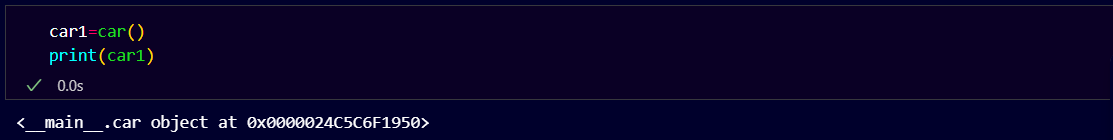 car1=car()
print(car1)
0.0s
<__main__.car object at 0x0000024C5C6F1950>